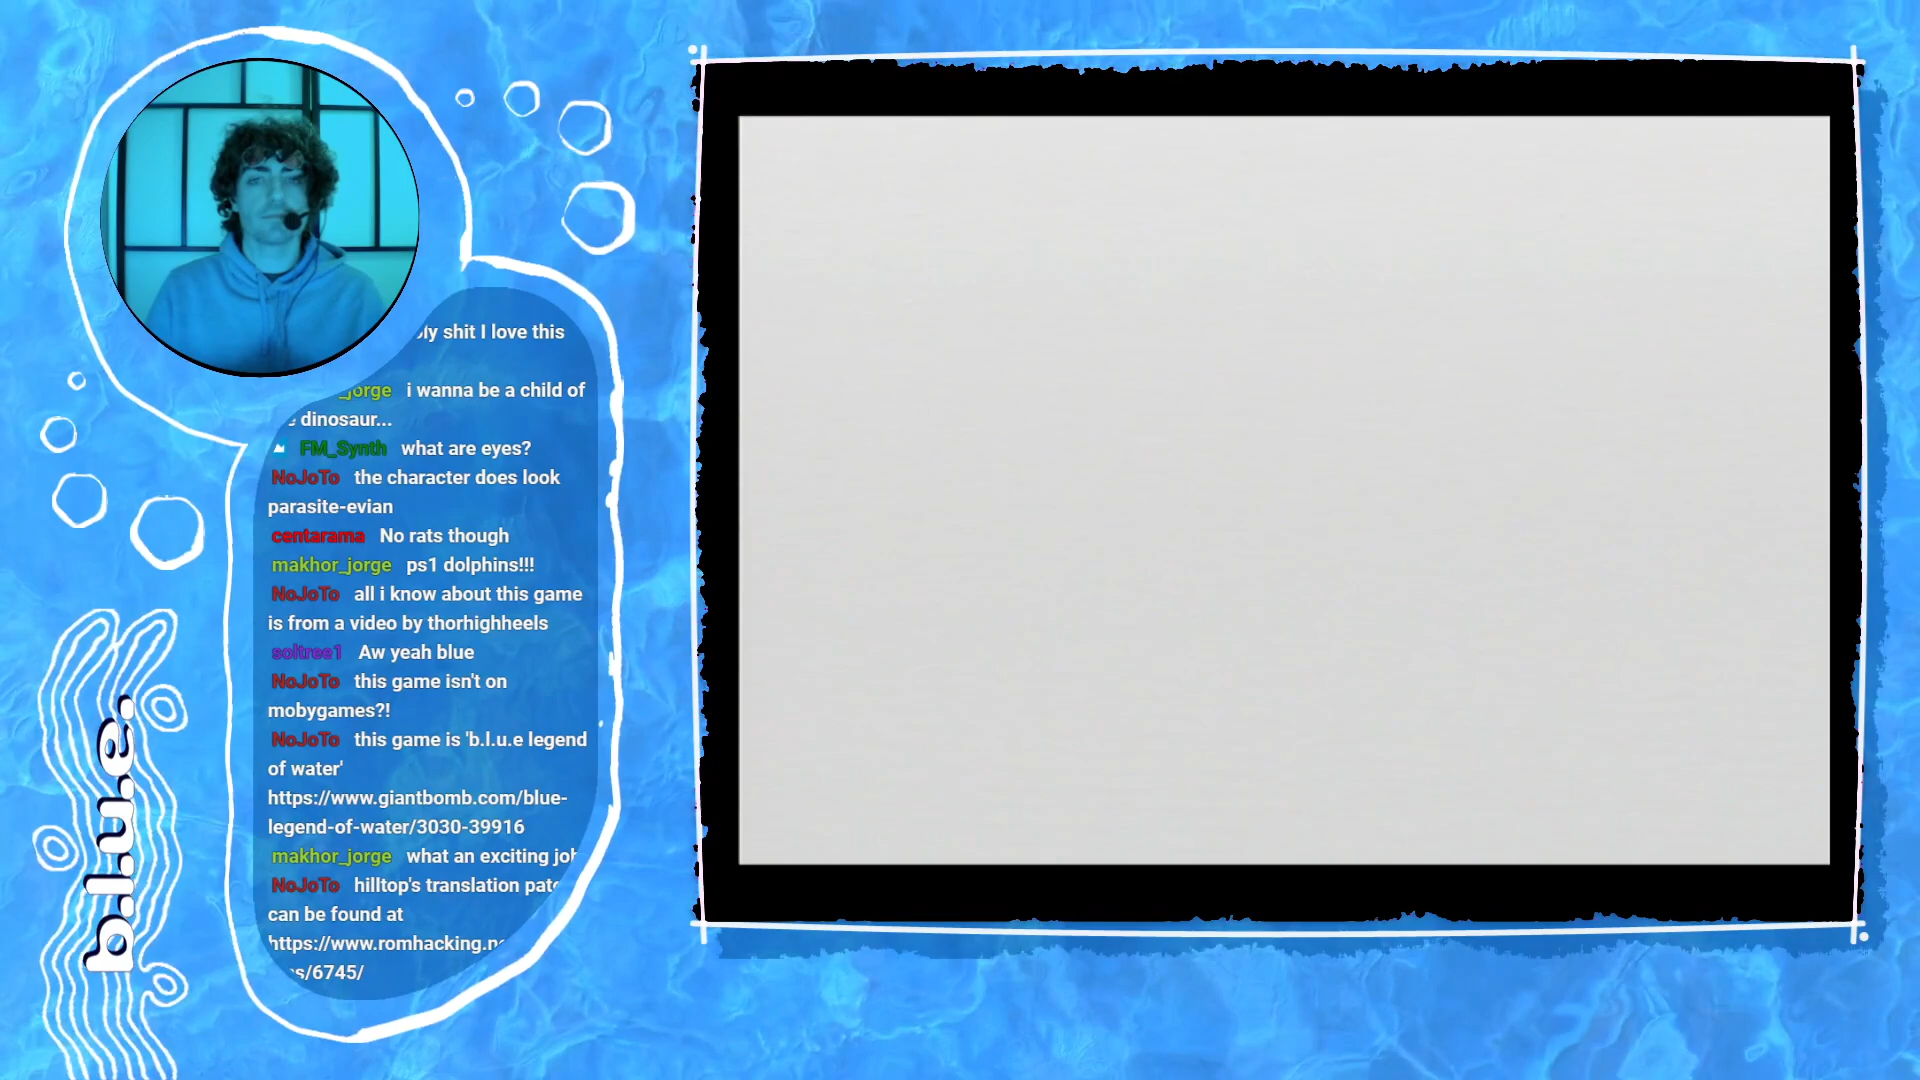 shit I love this
_jorge i wanna be a child of
dinosaur...
FM_Synth what are eyes?
NoJoTo the character does look
parasite-evian
centarama No rats though
makhor_jorge ps1 dolphins!!!
NoJoTo all i know about this game
is from a video by thorhighheels
soltree1 Aw yeah blue
NoJoTo this game isn't on
mobygames?!
NoJoTo this game is 'b.l.u.e legend
of water'
https://www.giantbomb.com/blue-
legend-of-water/3030-39916
makhor_jorge what an exciting
NoJoTo hilltop's translation
can be found at
https://www.romhacking.
s/6745/
b.l.u.e.